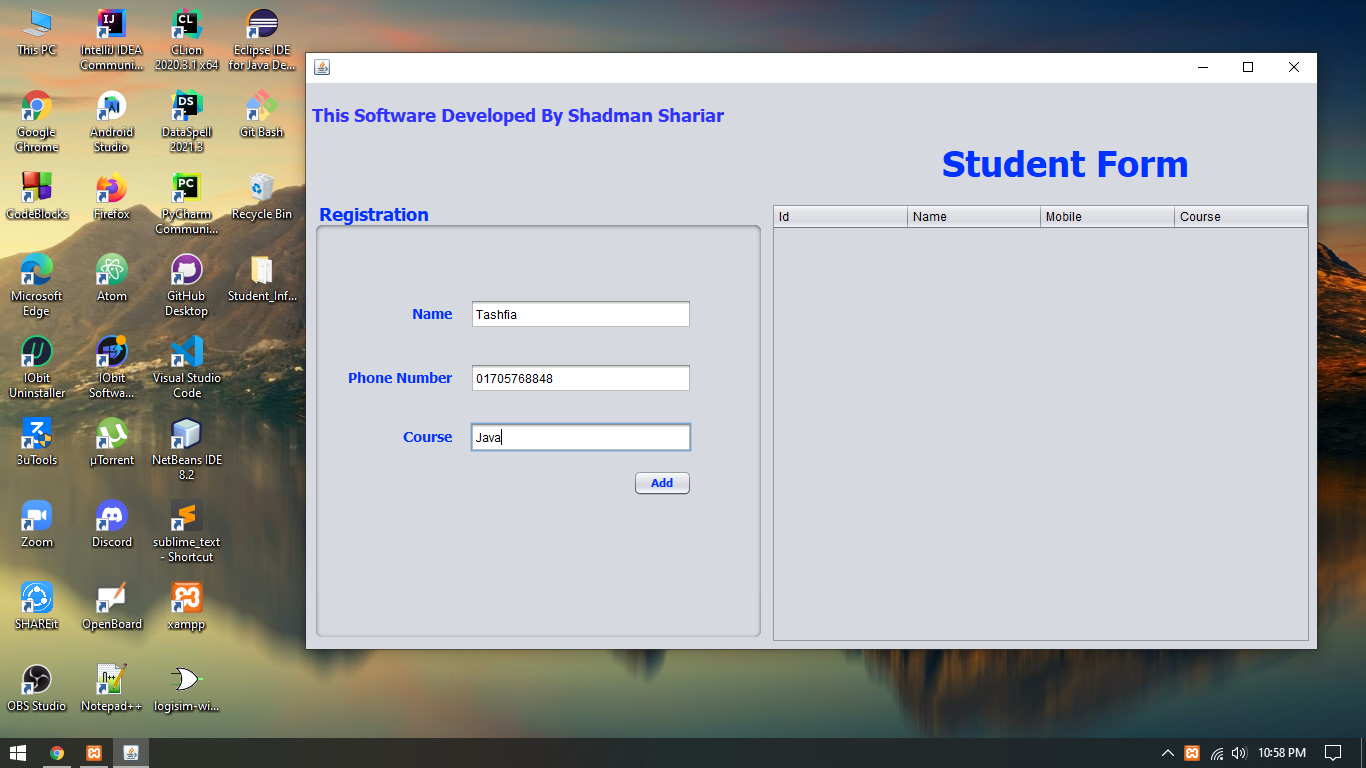 This PC
IntelliJ IDEA
Communi...
CLion
2020.3.1 x64
Eclipse IDE
for Java De...
Google
Chrome
Android
Studio
DataSpell
2021.3
Git Bash
CodeBlocks
Firefox
PyCharm
Communi...
Recycle Bin
Microsoft
Edge
Atom
GitHub
Desktop
Student_Inf...
IObit
Uninstaller
IObit
Softwa...
Visual Studio
Code
3uTools
µTorrent
NetBeans IDE
8.2
Zoom
Discord
sublime_text
- Shortcut
SHAREit
OpenBoard
xampp
OBS Studio
Notepad++
logisim-wi...
This Software Developed By Shadman Shariar
Student Form
Registration
Name Tashfia
Phone Number 01705768848
Course Java
Add
Id Name Mobile Course
10:58 PM